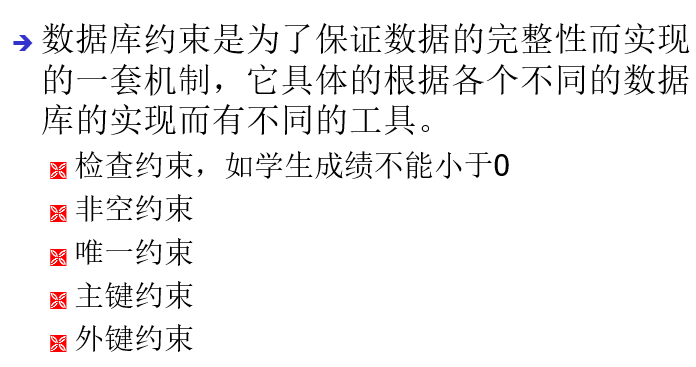 数据库约束是为了保证数据的完整性而实现
的一套机制，它具体的根据各个不同的数据
库的实现而有不同的工具。
检查约束，如学生成绩不能小于0
非空约束
唯一约束
主键约束
外键约束